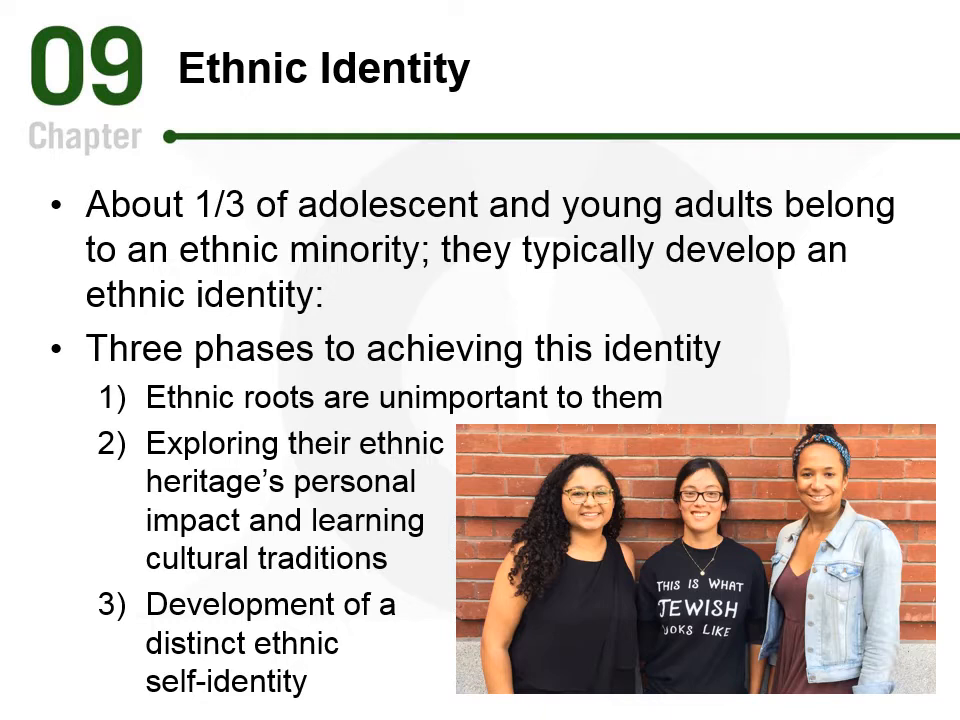 09
Chapter
Ethnic Identity
• About 1/3 of adolescent and young adults belong
to an ethnic minority; they typically develop an
ethnic identity:
• Three phases to achieving this identity
1) Ethnic roots are unimportant to them
2) Exploring their ethnic
heritage’s personal
impact and learning
cultural traditions
3) Development of a
distinct ethnic
self-identity
THIS IS WHAT
JEWISH
LOOKS LIKE